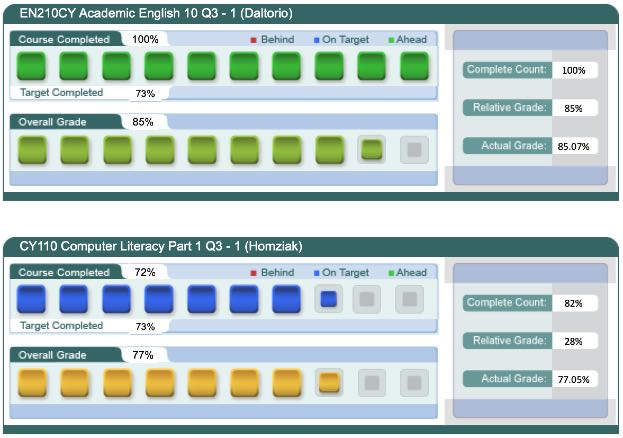 EN210CY Academic English 10 Q3 - 1 (Daltorio)
Course Completed 100% Behind On Target Ahead
Target Completed 73%
Overall Grade 85%
Complete Count: 100%
Relative Grade: 85%
Actual Grade: 85.07%
CY110 Computer Literacy Part 1 Q3 - 1 (Homziak)
Course Completed 72% Behind On Target Ahead
Target Completed 73%
Overall Grade 77%
Complete Count: 82%
Relative Grade: 28%
Actual Grade: 77.05%